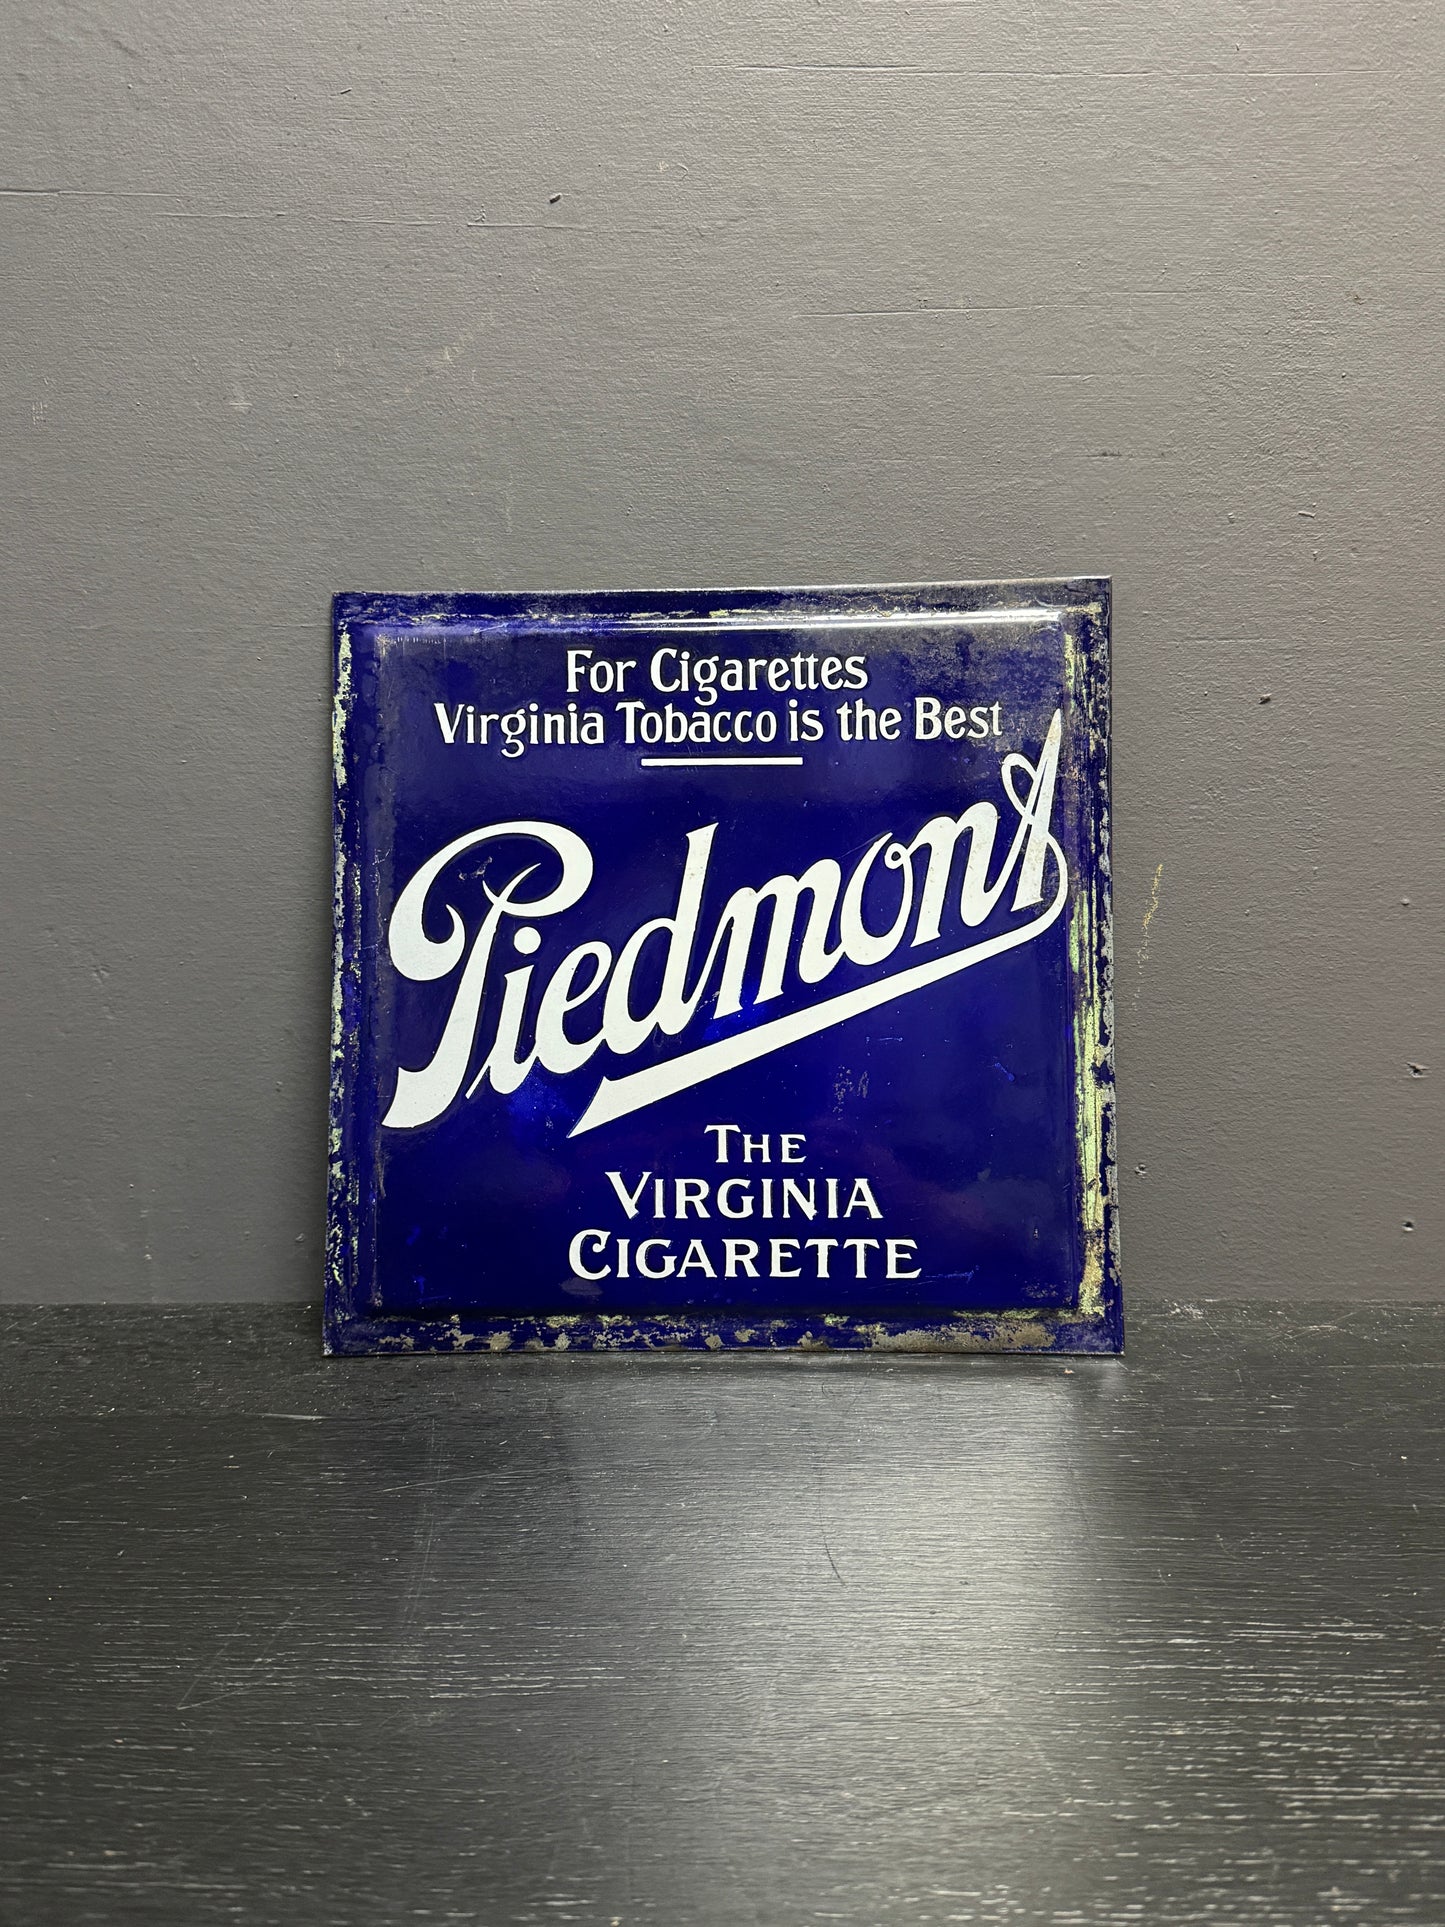 For Cigarettes
Virginia Tobacco is the Best
Piedmont
THE
VIRGINIA
CIGARETTE